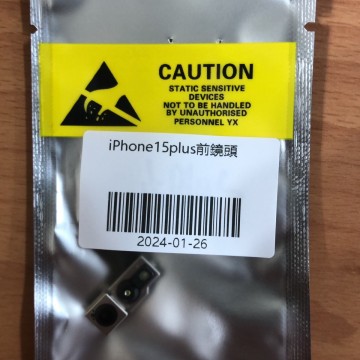 CAUTION
STATIC SENSITIVE
DEVICES
NOT TO BE HANDLED
BY UNAUTHORISED
PERSONNEL YX
iPhone15plus前鏡頭
2024-01-26